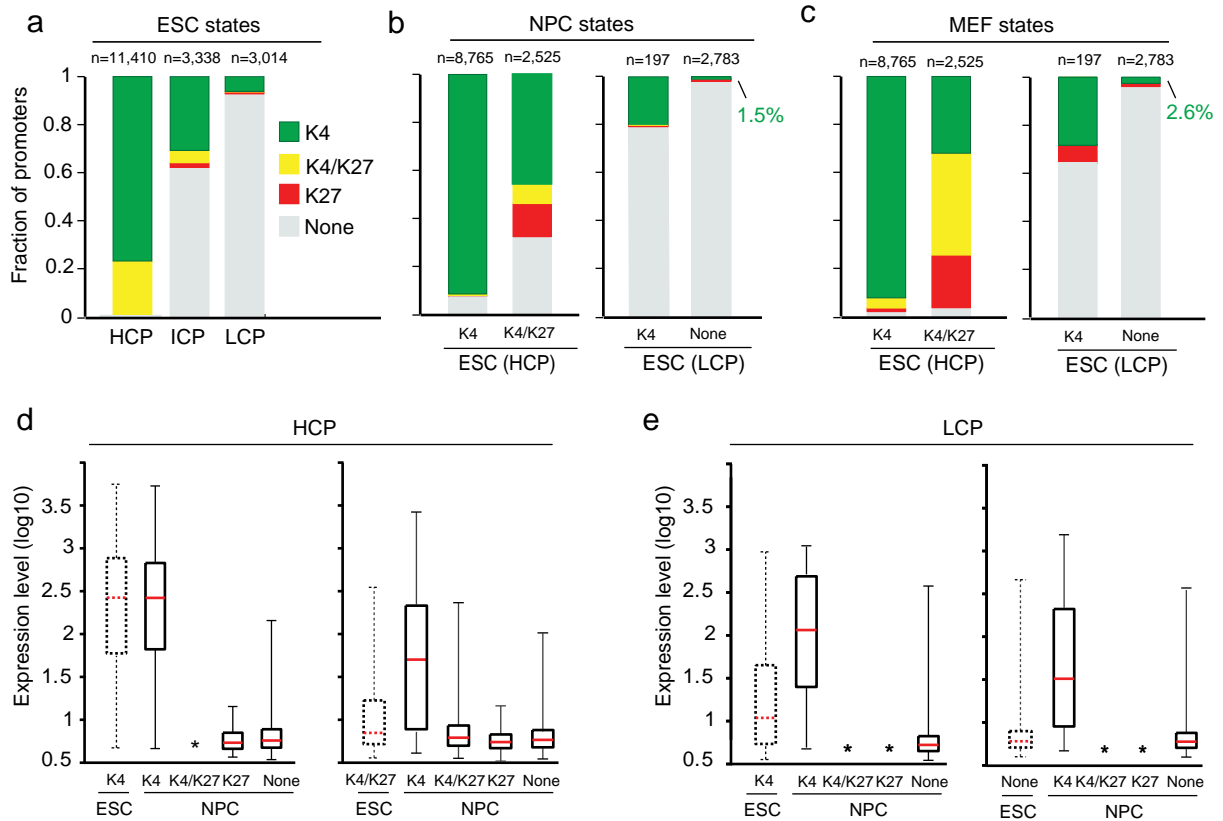 a
ESC states
n=11,410 n=3,338 n=3,014
Fraction of promoters
1
0.8
0.6
0.4
0.2
0
HCP ICP LCP
K4
K4/K27
K27
None
b
NPC states
n=8,765 n=2,525
n=197 n=2,783
1.5%
K4 K4/K27
ESC (HCP)
K4 None
ESC (LCP)
c
MEF states
n=8,765 n=2,525
n=197 n=2,783
2.6%
K4 K4/K27
ESC (HCP)
K4 None
ESC (LCP)
d
HCP
Expression level (log10)
3.5
3
2.5
2
1.5
1
0.5
*
K4 K4 K4/K27 K27 None
ESC NPC
K4/K27 K4 K4/K27 K27 None
ESC NPC
e
LCP
Expression level (log10)
3.5
3
2.5
2
1.5
1
0.5
* *
K4 K4 K4/K27 K27 None
ESC NPC
* *
None K4 K4/K27 K27 None
ESC NPC